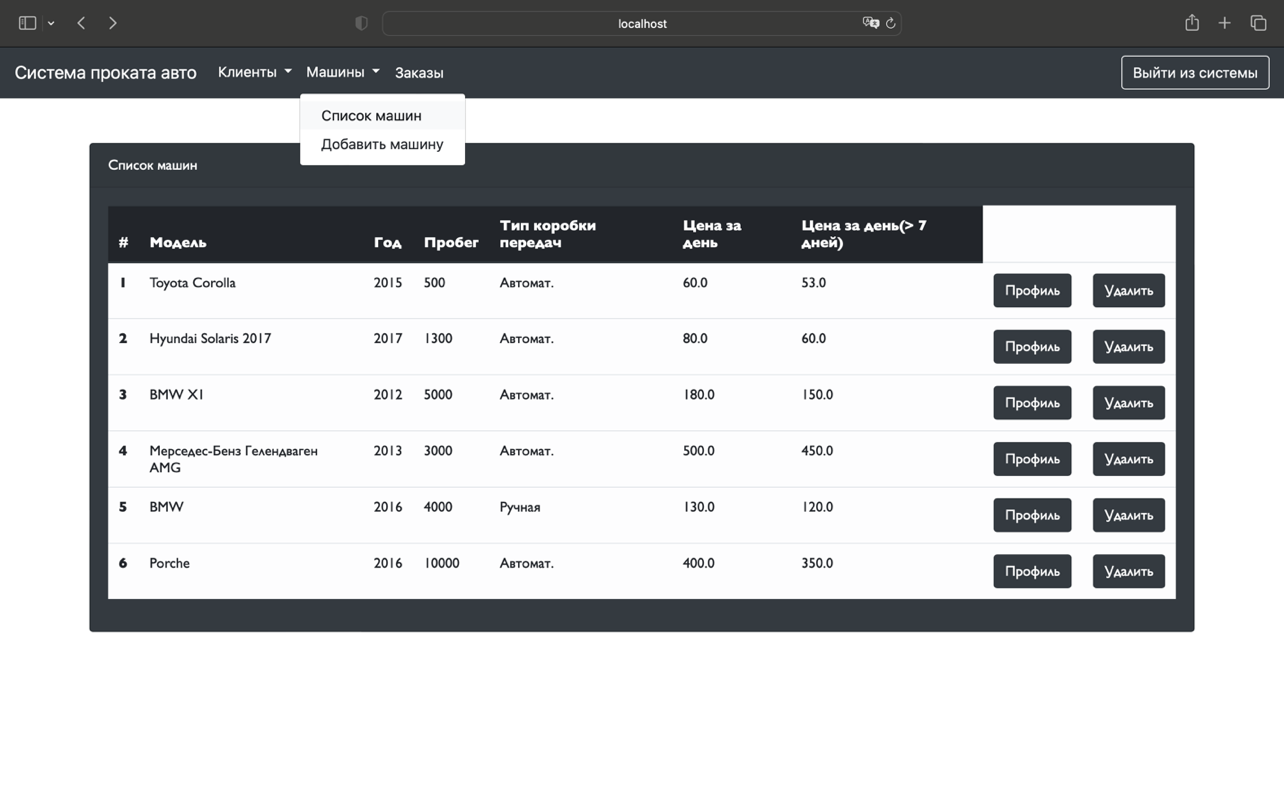 localhost
Система проката авто Клиенты Машины Заказы Выйти из системы
Список машин
Добавить машину
Список машин
# Модель Год Пробег Тип коробки передач Цена за день Цена за день(> 7 дней)
1 Toyota Corolla 2015 500 Автомат. 60.0 53.0 Профиль Удалить
2 Hyundai Solaris 2017 2017 1300 Автомат. 80.0 60.0 Профиль Удалить
3 BMW X1 2012 5000 Автомат. 180.0 150.0 Профиль Удалить
4 Мерседес-Бенз Гелендваген AMG 2013 3000 Автомат. 500.0 450.0 Профиль Удалить
5 BMW 2016 4000 Ручная 130.0 120.0 Профиль Удалить
6 Porche 2016 10000 Автомат. 400.0 350.0 Профиль Удалить